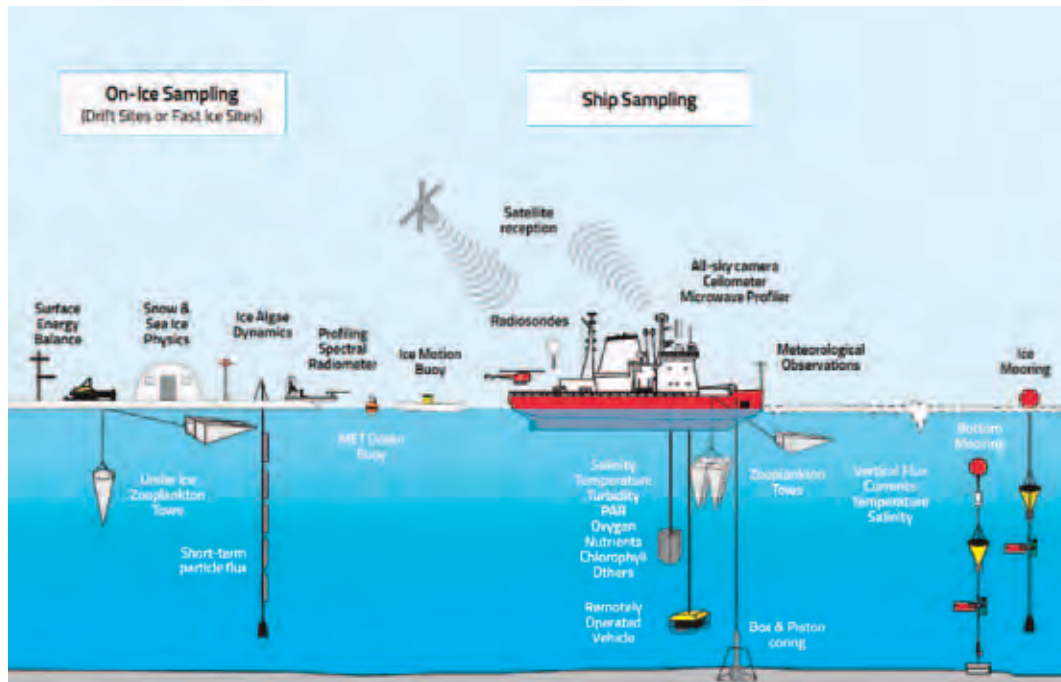 On-Ice Sampling
(Drift Sites or Fast Ice Sites)
Ship Sampling
Satellite
reception
All-sky camera
Ceilometer
Microwave Profiler
Surface
Energy
Balance
Snow &
Sea Ice
Physics
Ice Algae
Dynamics
Profiling
Spectral
Radiometer
Ice Motion
Buoy
Radiosondes
Meteorological
Observations
Ice
Mooring
MET Ocean
Buoy
Bottom
Mooring
Under Ice
Zooplankton
Tows
Salinity
Temperature
Turbidity
PAR
Oxygen
Nutrients
Chlorophyll
Others
Zooplankton
Tows
Vertical Flux
Currents
Temperature
Salinity
Short-term
particle flux
Remotely
Operated
Vehicle
Box & Piston
coring